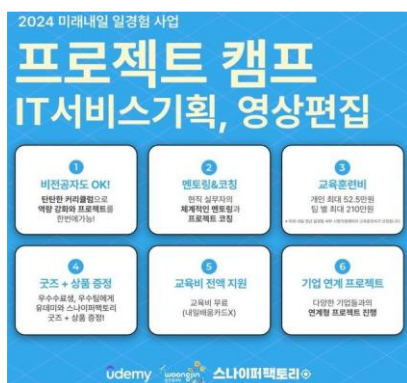 2024 미래내일 일경험 사업
프로젝트 캠프
IT서비스기획, 영상편집
1
비전공자도 OK!
탄탄한 커리큘럼으로
역량 강화와 프로젝트를
한번에가능!
2
멘토링&코칭
현직 실무자의
체계적인 멘토링과
프로젝트 코칭
3
교육훈련비
개인 최대 52.5만원
팀 별 최대 210만원
4
굿즈 + 상품 증정
우수수료생, 우수팀에게
유데미와 스나이퍼팩토리
굿즈 + 상품 증정!
5
교육비 전액 지원
교육비 무료
(내일배움카드X)
6
기업 연계 프로젝트
다양한 기업들과의
연계형 프로젝트 진행
udemy woongjin 스나이퍼팩토리